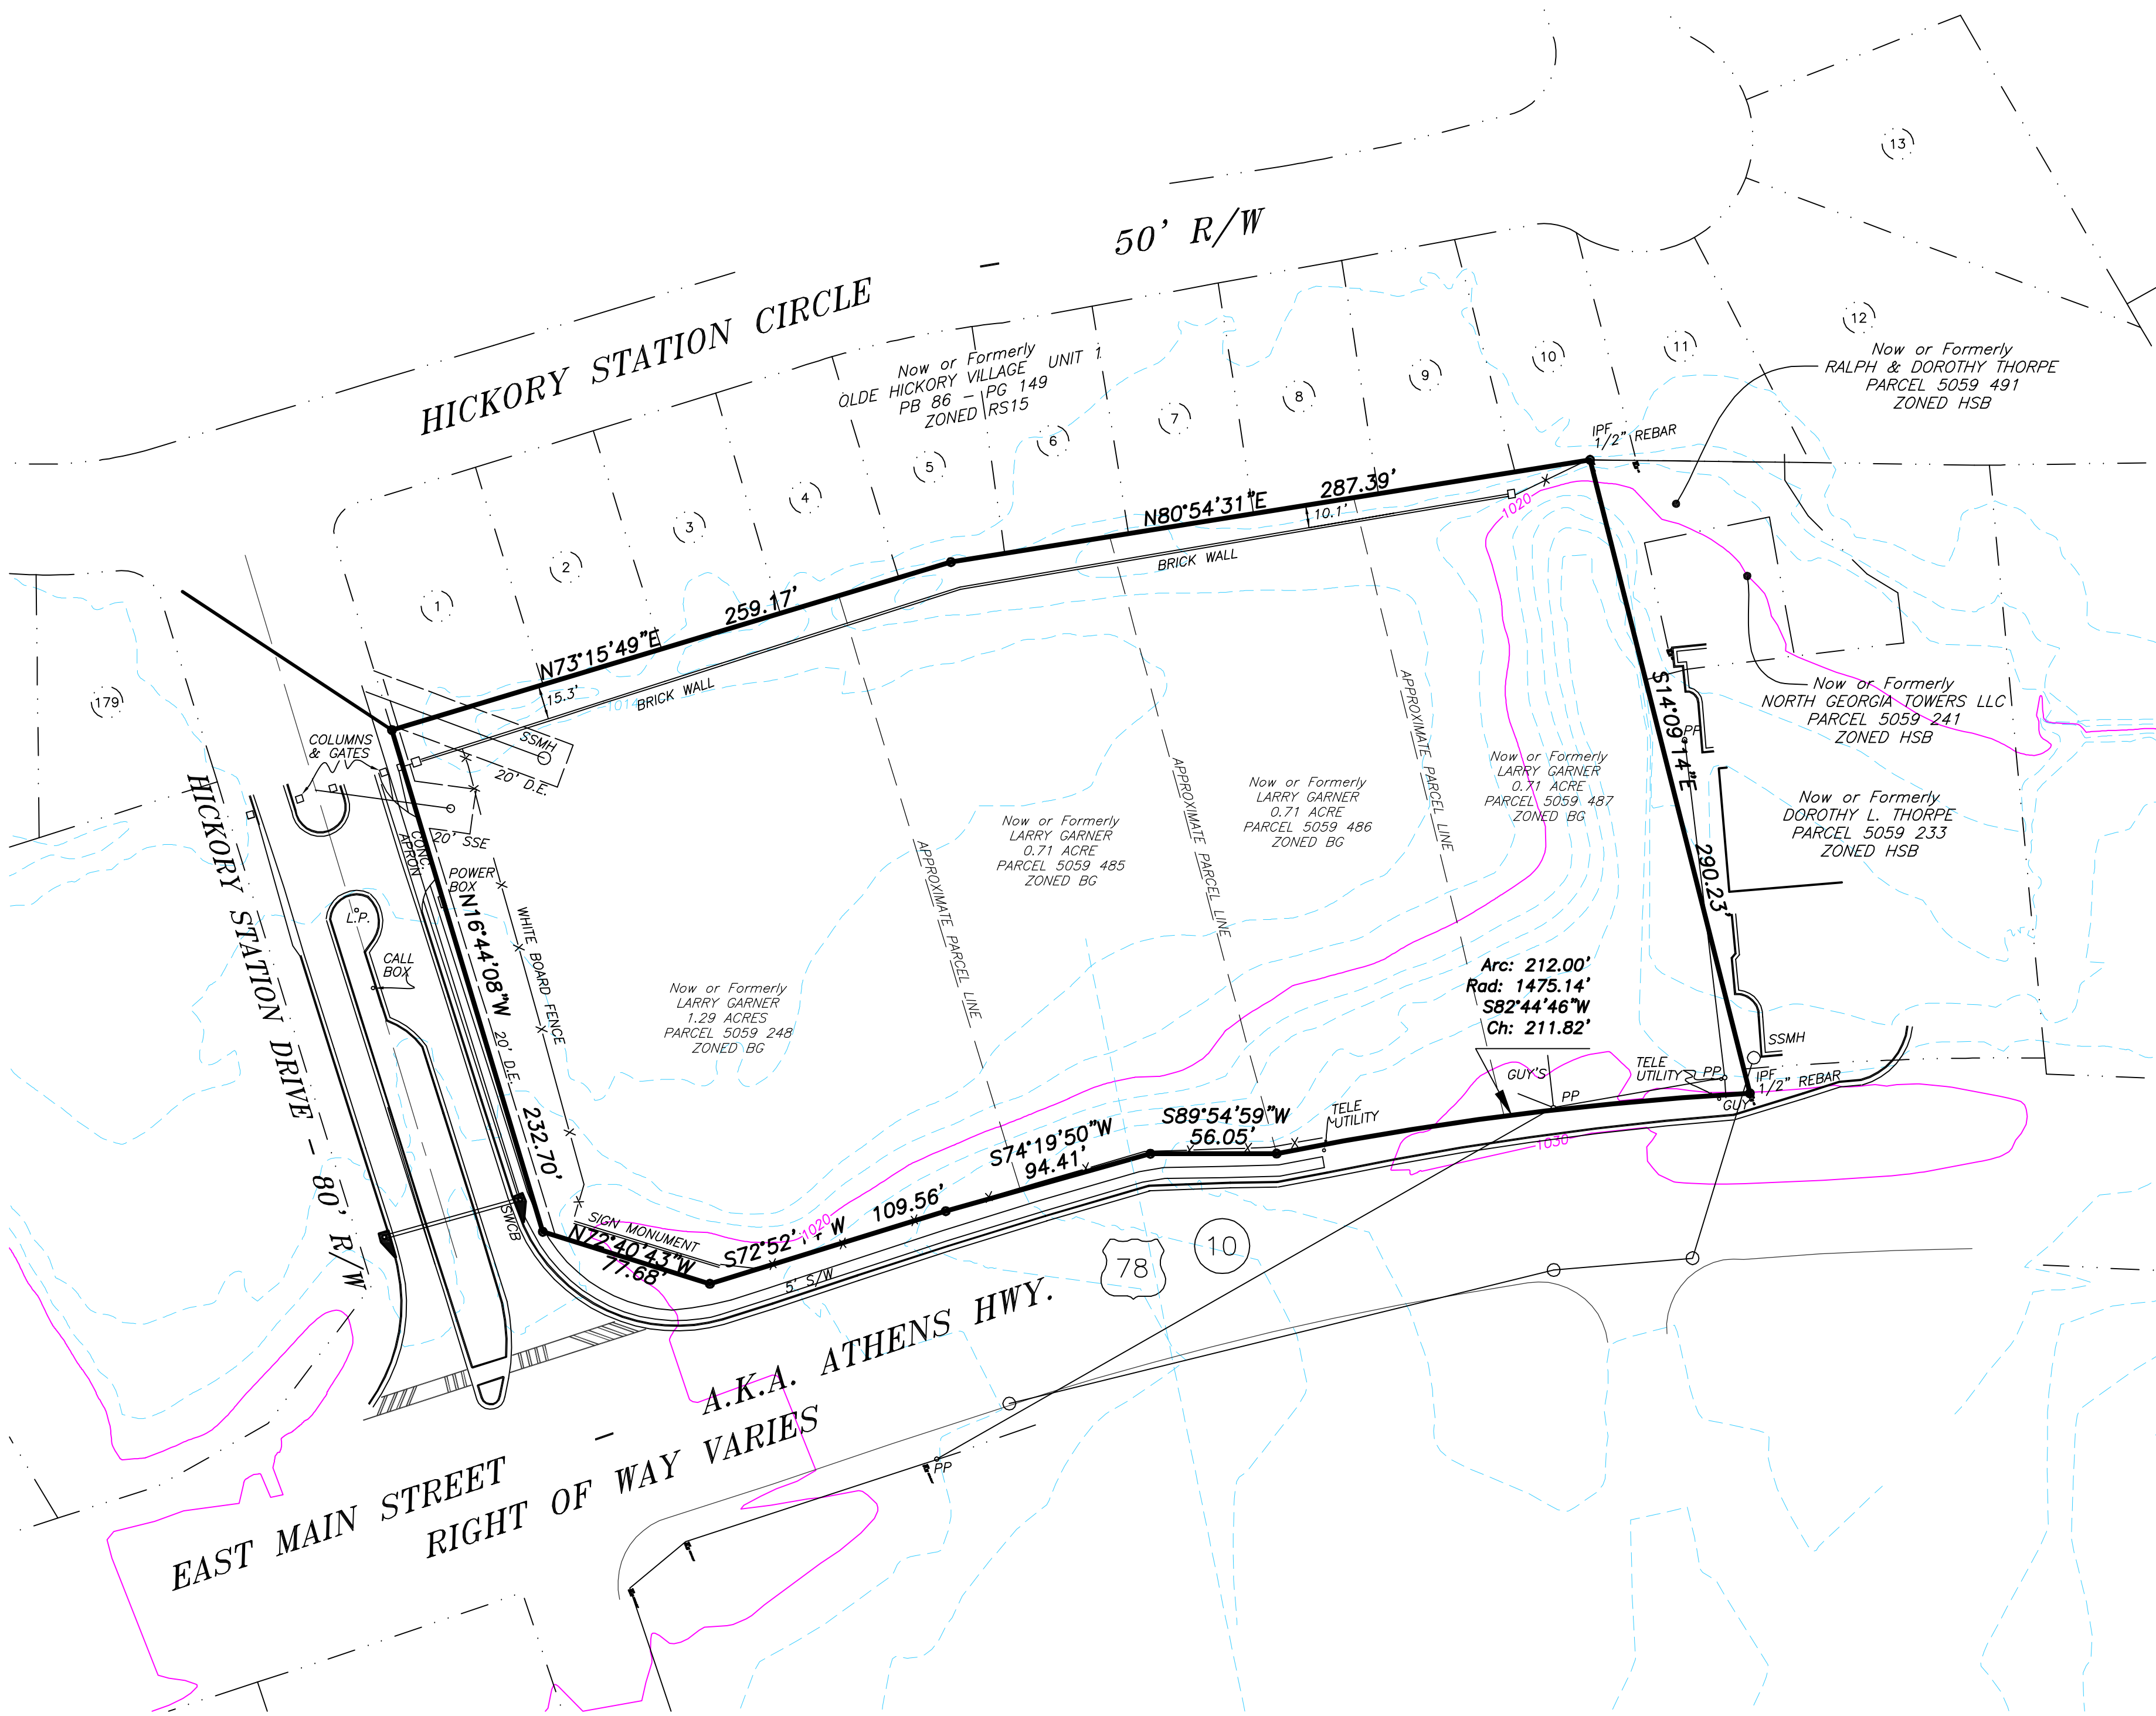 13
50' R/W
HICKORY STATION CIRCLE -
12
11
10
9
8
7
6
5
4
3
2
1
179
Now or Formerly
OLDE HICKORY VILLAGE UNIT 1
PB 86 - PG 149
ZONED RS15
Now or Formerly
RALPH & DOROTHY THORPE
PARCEL 5059 491
ZONED HSB
IPF
1/2" REBAR
N80°54'31"E 287.39'
10.1'
1020
BRICK WALL
N73°15'49"E 259.17'
15.3'
1014
BRICK WALL
COLUMNS
& GATES
SSMH
20' D.E.
20' SSE
CONC.
APRON
POWER
BOX
L.P.
CALL
BOX
WHITE BOARD FENCE
N16°44'08"W 232.70'
20' D.E.
HICKORY STATION DRIVE - 80' R/W
APPROXIMATE PARCEL LINE
APPROXIMATE PARCEL LINE
APPROXIMATE PARCEL LINE
Now or Formerly
LARRY GARNER
1.29 ACRES
PARCEL 5059 248
ZONED BG
Now or Formerly
LARRY GARNER
0.71 ACRE
PARCEL 5059 485
ZONED BG
Now or Formerly
LARRY GARNER
0.71 ACRE
PARCEL 5059 486
ZONED BG
Now or Formerly
LARRY GARNER
0.71 ACRE
PARCEL 5059 487
ZONED BG
S14°09'14"E 290.23'
PP
Now or Formerly
NORTH GEORGIA TOWERS LLC
PARCEL 5059 241
ZONED HSB
Now or Formerly
DOROTHY L. THORPE
PARCEL 5059 233
ZONED HSB
Arc: 212.00'
Rad: 1475.14'
S82°44'46"W
Ch: 211.82'
SSMH
GUY'S
PP
TELE
UTILITY
PP
IPF
1/2" REBAR
GUY
1030
TELE
UTILITY
S89°54'59"W
56.05'
S74°19'50"W
94.41'
109.56'
S72°52' W
1020
SIGN MONUMENT
N72°40'43"W
77.68'
SWCB
5' S/W
78
10
EAST MAIN STREET - A.K.A. ATHENS HWY.
RIGHT OF WAY VARIES
PP